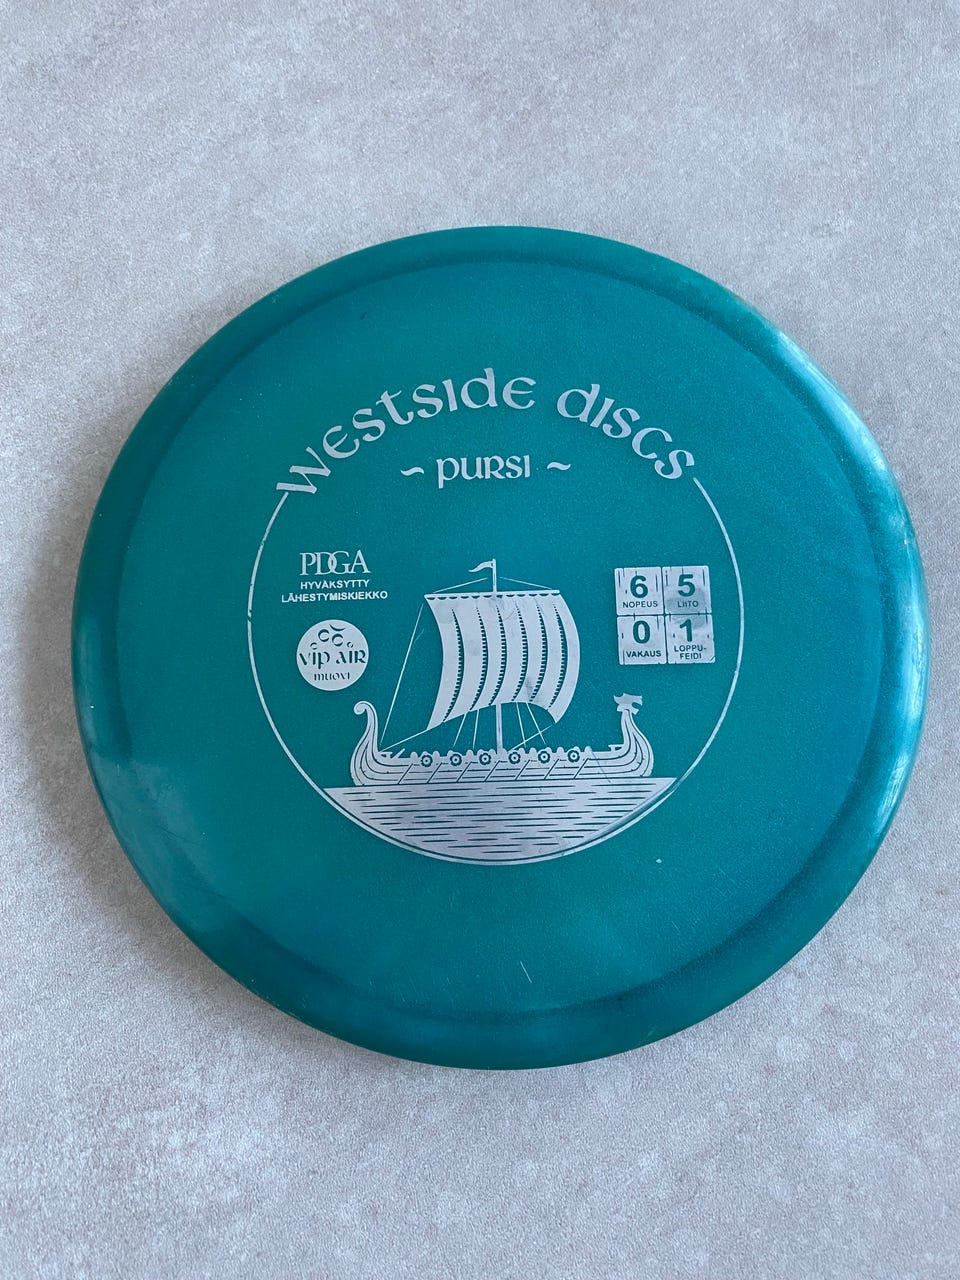 Westside discs
~ pursi ~
PDGA
HYVÄKSYTTY
LÄHESTYMISKIEKKO
VIP AIR
muovi
6 5
NOPEUS LIITO
0 1
VAKAUS LOPPU-
FEIDI